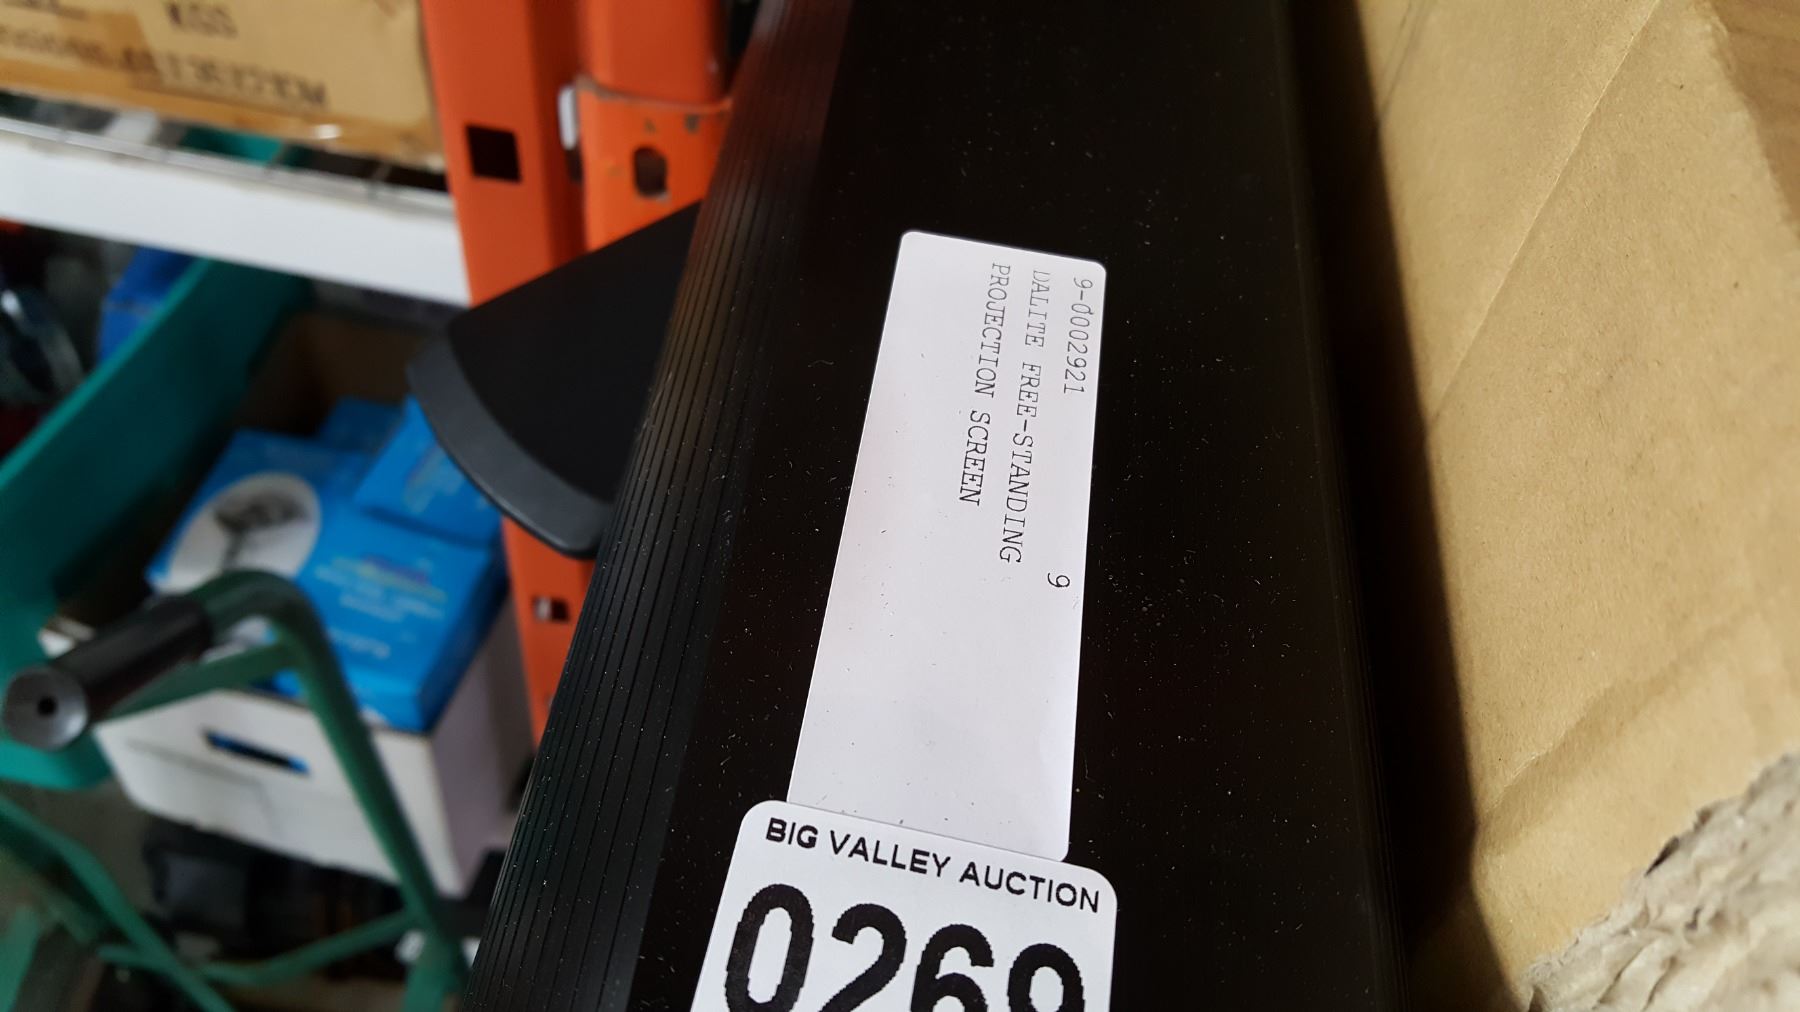 9-d002921
9
DALITE FREE-STANDING
PROJECTION SCREEN
BIG VALLEY AUCTION
0269